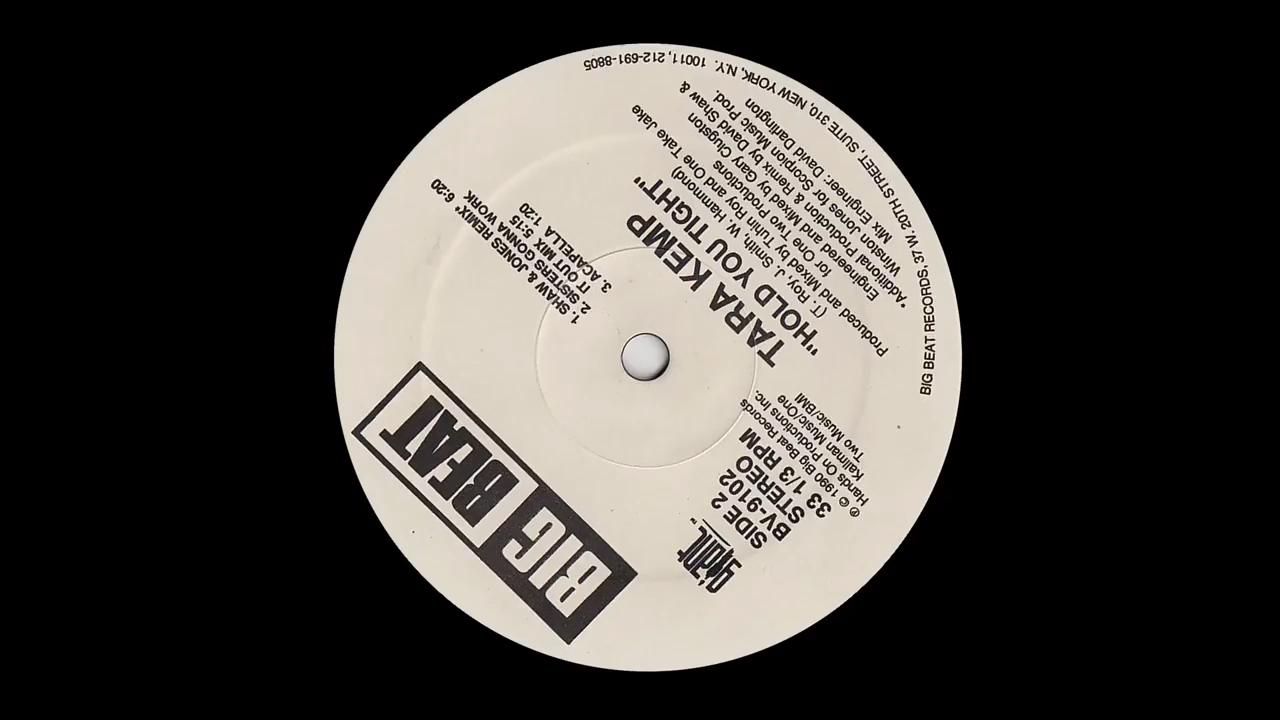 BIG BEAT
giant™
SIDE 2
BV-9102
STEREO
33 1/3 RPM
℗ © 1990 Big Beat Records
Hands On Productions Inc.
Kallman Music/One
Two Music/BMI
1. SHAW & JONES REMIX* 6:20
2. SISTERS GONNA WORK
IT OUT MIX 5:15
3. ACAPELLA 1:20
TARA KEMP
"HOLD YOU TIGHT"
(T. Roy, J. Smith, W. Hammond)
Produced and Mixed by Tuhin Roy and One Take Jake
for One Two Productions
Engineered and Mixed by Gary Clugston
*Additional Production & Remix by David Shaw &
Winston Jones for Scorpion Music Prod.
Mix Engineer: David Darlington
BIG BEAT RECORDS, 37 W. 20TH STREET, SUITE 310, NEW YORK, N.Y. 10011, 212-691-8805